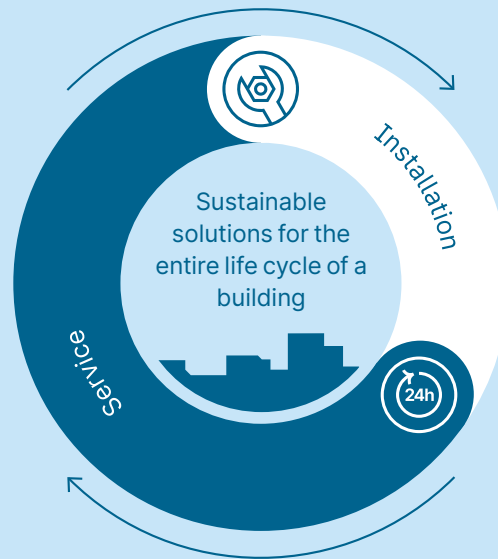 Installation
Sustainable
solutions for the
entire life cycle of a
building
Service
24h